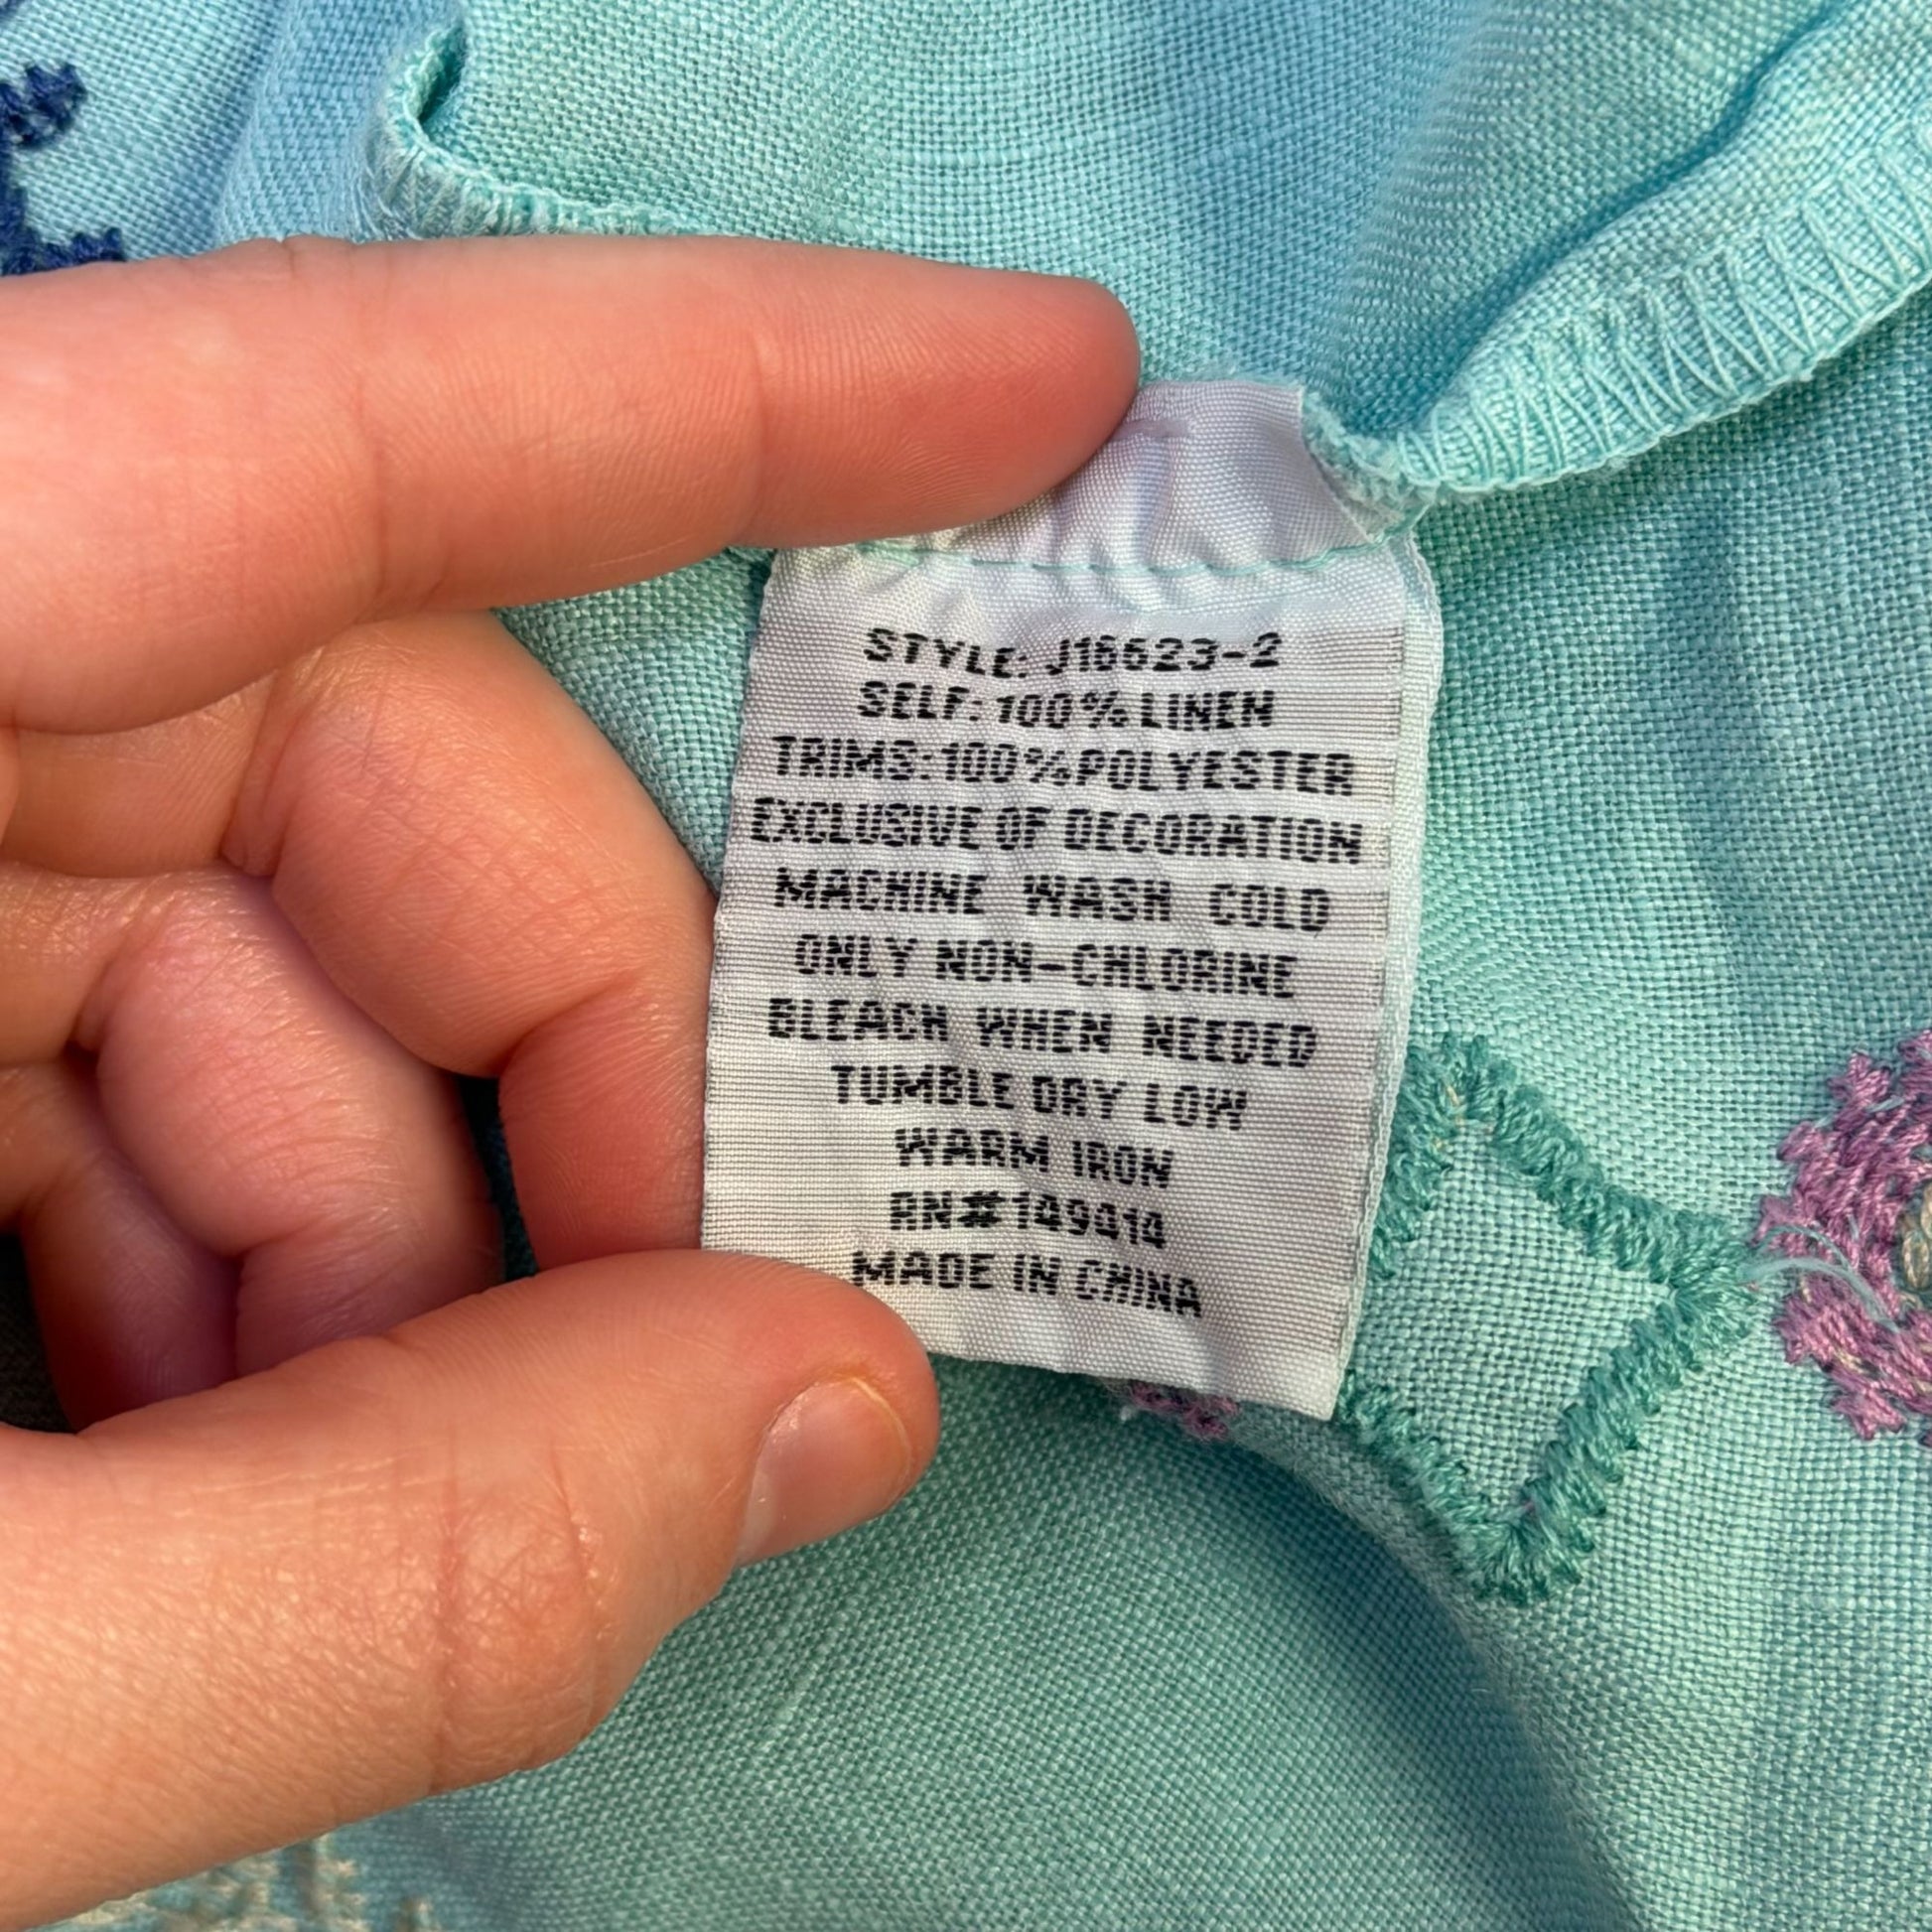 STYLE: J16623-2
SELF: 100% LINEN
TRIMS: 100% POLYESTER
EXCLUSIVE OF DECORATION
MACHINE WASH COLD
ONLY NON-CHLORINE
BLEACH WHEN NEEDED
TUMBLE DRY LOW
WARM IRON
RN#149414
MADE IN CHINA